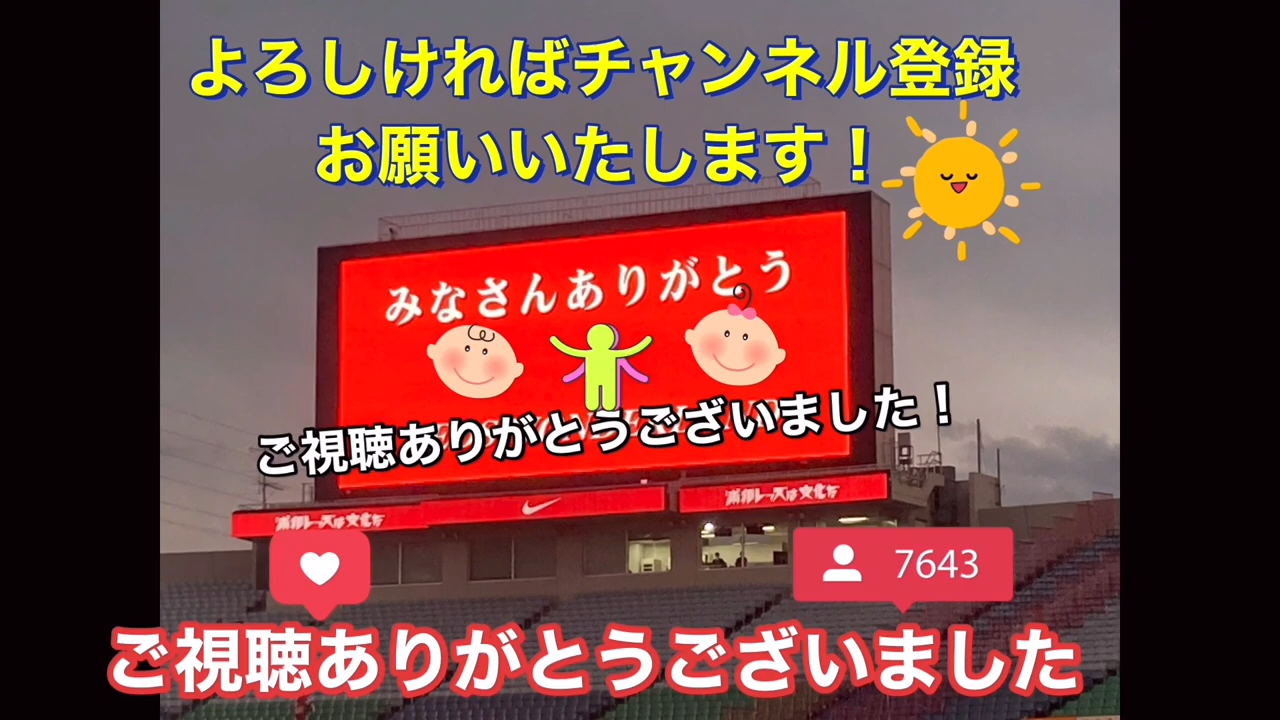 よろしければチャンネル登録
お願いいたします！
みなさんありがとう
ご視聴ありがとうございました！
7643
ご視聴ありがとうございました